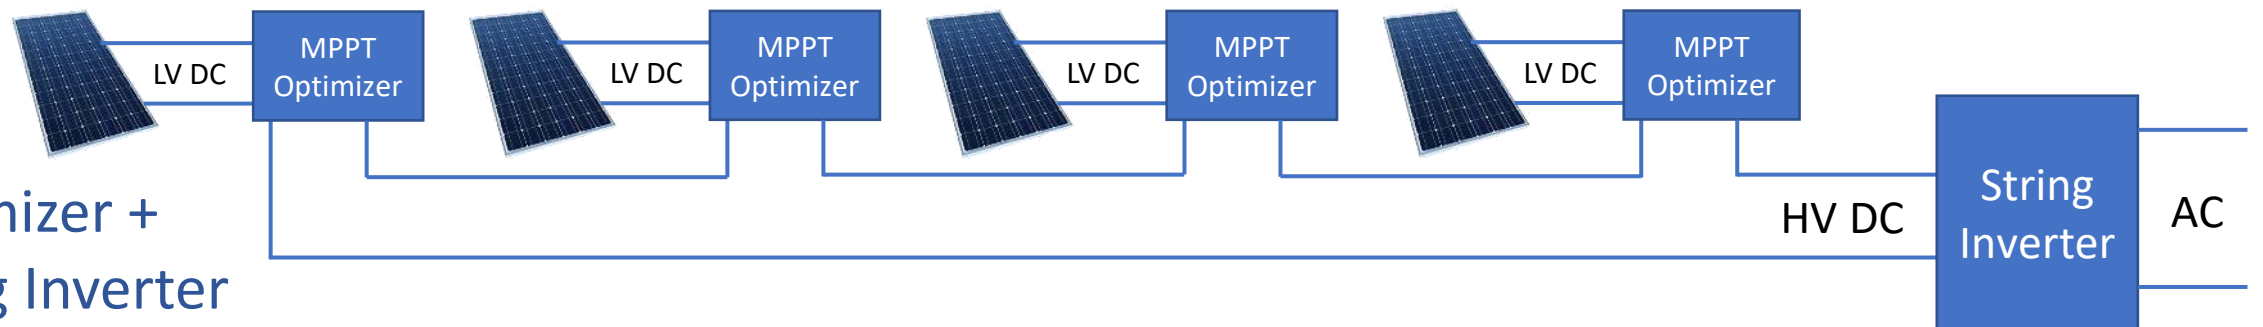 LV DC
MPPT
Optimizer
LV DC
MPPT
Optimizer
LV DC
MPPT
Optimizer
LV DC
MPPT
Optimizer
+
Inverter
HV DC
String
Inverter
AC